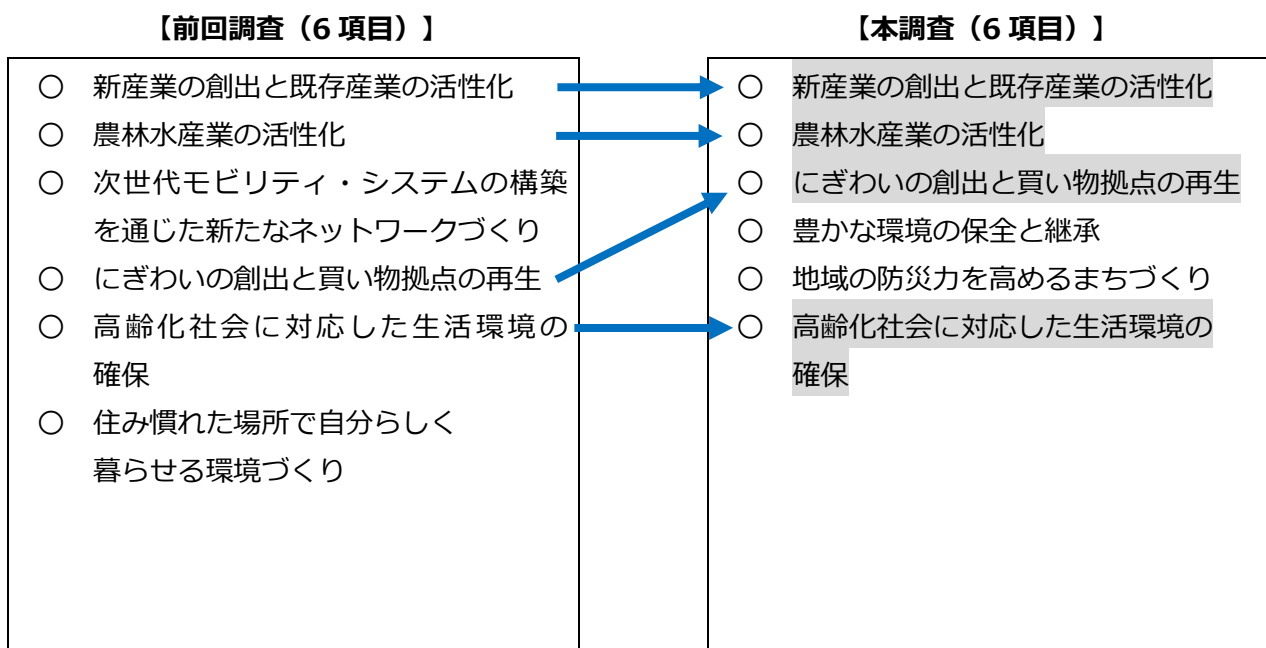 【前回調査（6 項目）】
○ 新産業の創出と既存産業の活性化
○ 農林水産業の活性化
○ 次世代モビリティ・システムの構築
を通じた新たなネットワークづくり
○ にぎわいの創出と買い物拠点の再生
○ 高齢化社会に対応した生活環境の
確保
○ 住み慣れた場所で自分らしく
暮らせる環境づくり
【本調査（6 項目）】
○ 新産業の創出と既存産業の活性化
○ 農林水産業の活性化
○ にぎわいの創出と買い物拠点の再生
○ 豊かな環境の保全と継承
○ 地域の防災力を高めるまちづくり
○ 高齢化社会に対応した生活環境の
確保